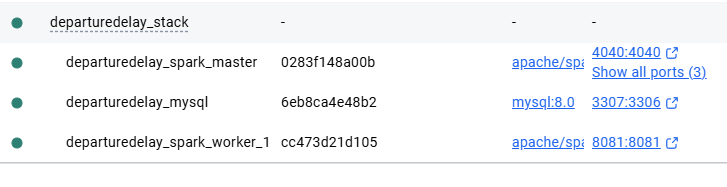 departuredelay_stack - - -
departuredelay_spark_master 0283f148a00b apache/spa 4040:4040
Show all ports (3)
departuredelay_mysql 6eb8ca4e48b2 mysql:8.0 3307:3306
departuredelay_spark_worker_1 cc473d21d105 apache/spa 8081:8081